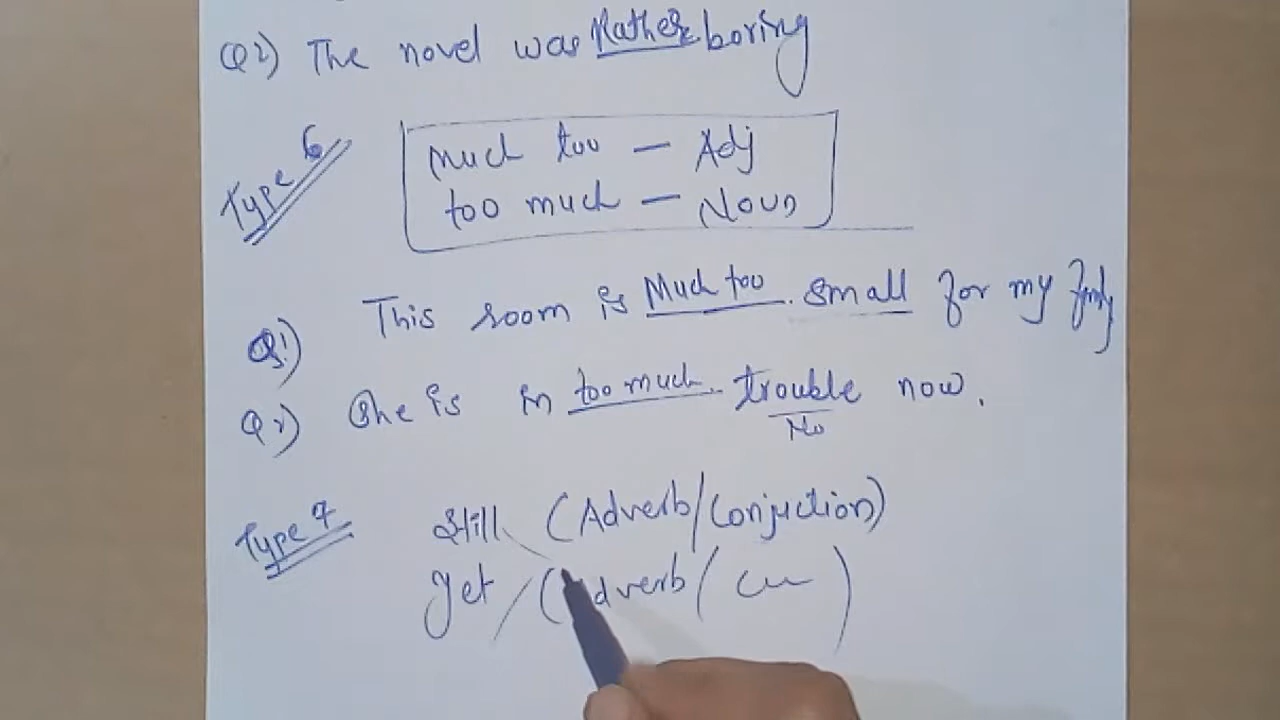 Q2) The novel was Rather boring
Type 6
Much too — Adj
too much — Noun
Q1) This room is Much too small for my
Q2) She is in too much trouble now.
No
Type 7
Still (Adverb/Conjuction)
Yet (Adverb/